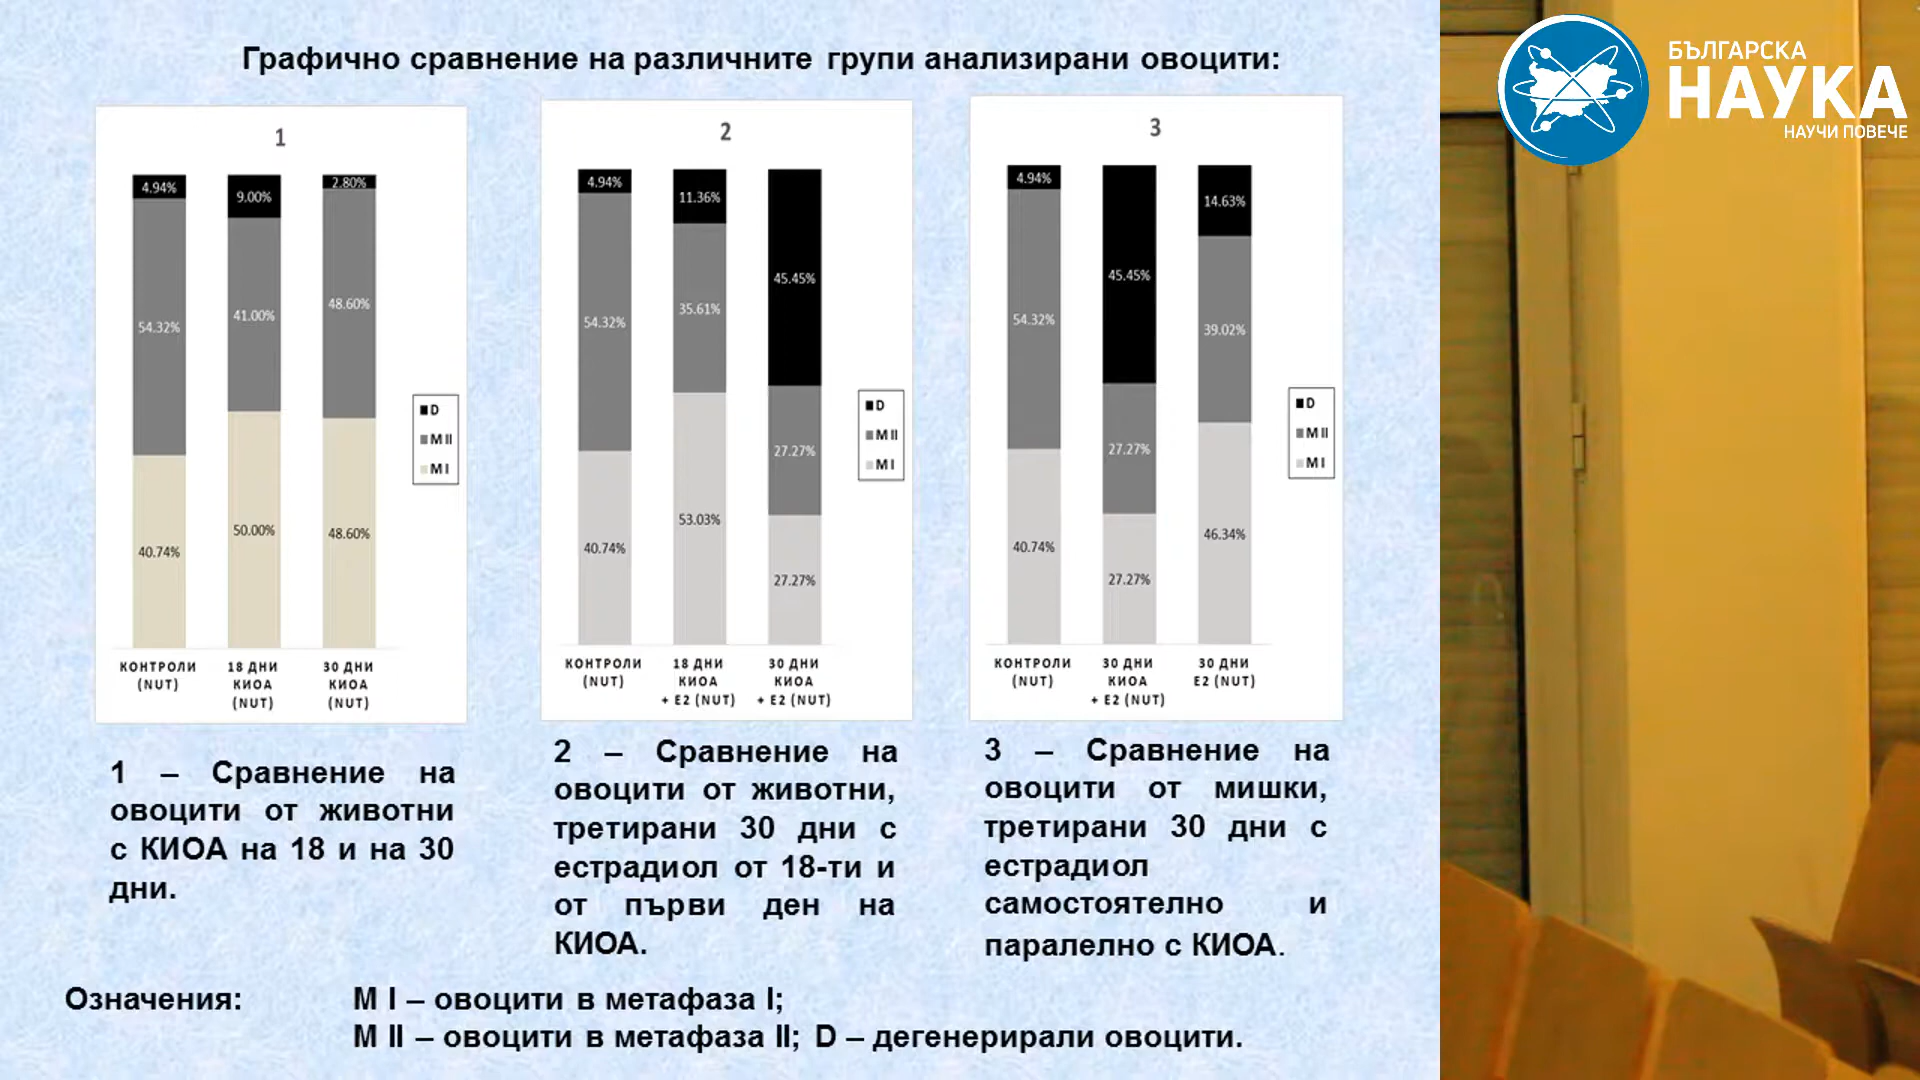 Графично сравнение на различните групи анализирани овоцити:
БЪЛГАРСКА
НАУКА
НАУЧИ ПОВЕЧЕ
1
4.94%
9.00%
2.80%
54.32%
41.00%
48.60%
40.74%
50.00%
48.60%
D
M II
M I
КОНТРОЛИ (NUT)
18 ДНИ КИОА (NUT)
30 ДНИ КИОА (NUT)
2
4.94%
11.36%
45.45%
54.32%
35.61%
27.27%
40.74%
53.03%
27.27%
D
M II
M I
КОНТРОЛИ (NUT)
18 ДНИ КИОА + E2 (NUT)
30 ДНИ КИОА + E2 (NUT)
3
4.94%
45.45%
14.63%
54.32%
27.27%
39.02%
40.74%
27.27%
46.34%
D
M II
M I
КОНТРОЛИ (NUT)
30 ДНИ КИОА + E2 (NUT)
30 ДНИ E2 (NUT)
1 – Сравнение на
овоцити от животни
с КИОА на 18 и на 30
дни.
2 – Сравнение на
овоцити от животни,
третирани 30 дни с
естрадиол от 18-ти и
от първи ден на
КИОА.
3 – Сравнение на
овоцити от мишки,
третирани 30 дни с
естрадиол
самостоятелно и
паралелно с КИОА.
Означения: M I – овоцити в метафаза I;
M II – овоцити в метафаза II; D – дегенерирали овоцити.